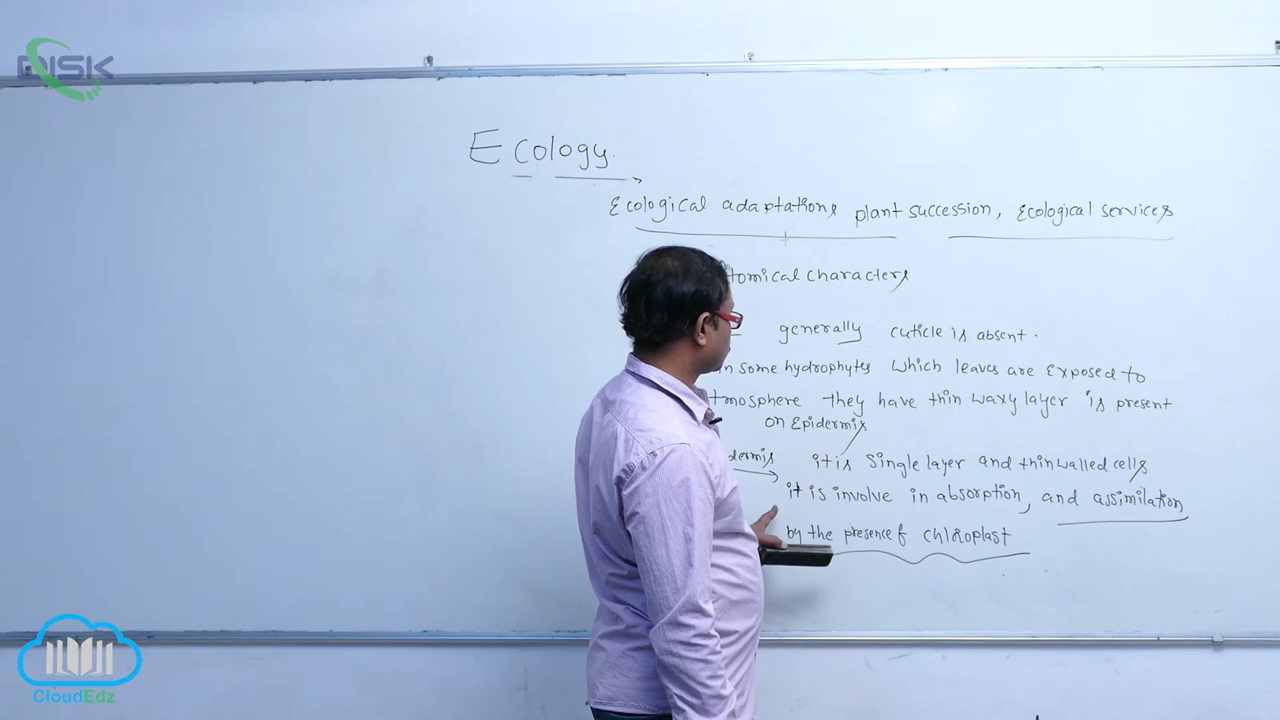 DISK
Ecology.
Ecological adaptations plant succession, Ecological services
tomical characters
generally cuticle is absent.
n some hydrophytes which leaves are exposed to
tmosphere they have thin waxy layer is present
on Epidermis
dermis it is single layer and thin walled cells
it is involve in absorption, and assimilation
by the presence of chloroplast
CloudEdz